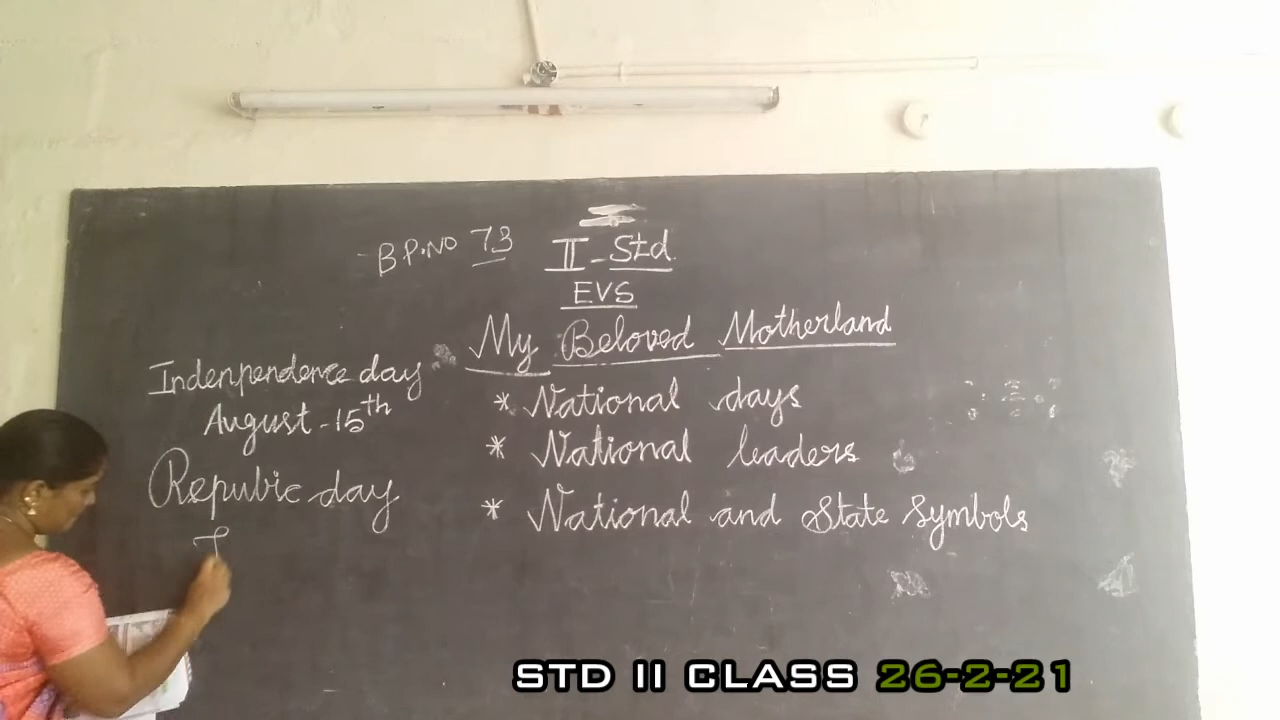 B.P.NO 73
II - Std.
EVS
My Beloved Motherland
Indenpendence day
August - 15th
* National days
* National leaders
Repubic day
* National and State Symbols
STD II CLASS 26-2-21